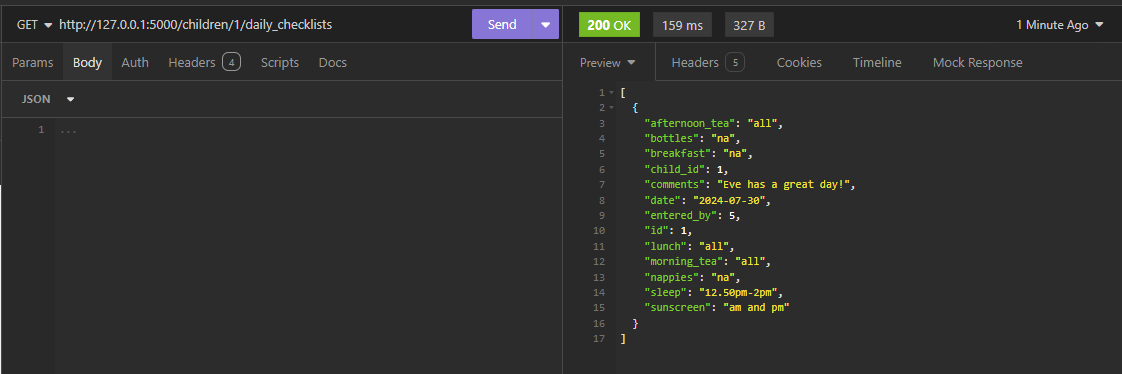 GET http://127.0.0.1:5000/children/1/daily_checklists Send 200 OK 159 ms 327 B 1 Minute Ago
Params Body Auth Headers 4 Scripts Docs Preview Headers 5 Cookies Timeline Mock Response
JSON
1 ...
1 [
2 {
3 "afternoon_tea": "all",
4 "bottles": "na",
5 "breakfast": "na",
6 "child_id": 1,
7 "comments": "Eve has a great day!",
8 "date": "2024-07-30",
9 "entered_by": 5,
10 "id": 1,
11 "lunch": "all",
12 "morning_tea": "all",
13 "nappies": "na",
14 "sleep": "12.50pm-2pm",
15 "sunscreen": "am and pm"
16 }
17 ]